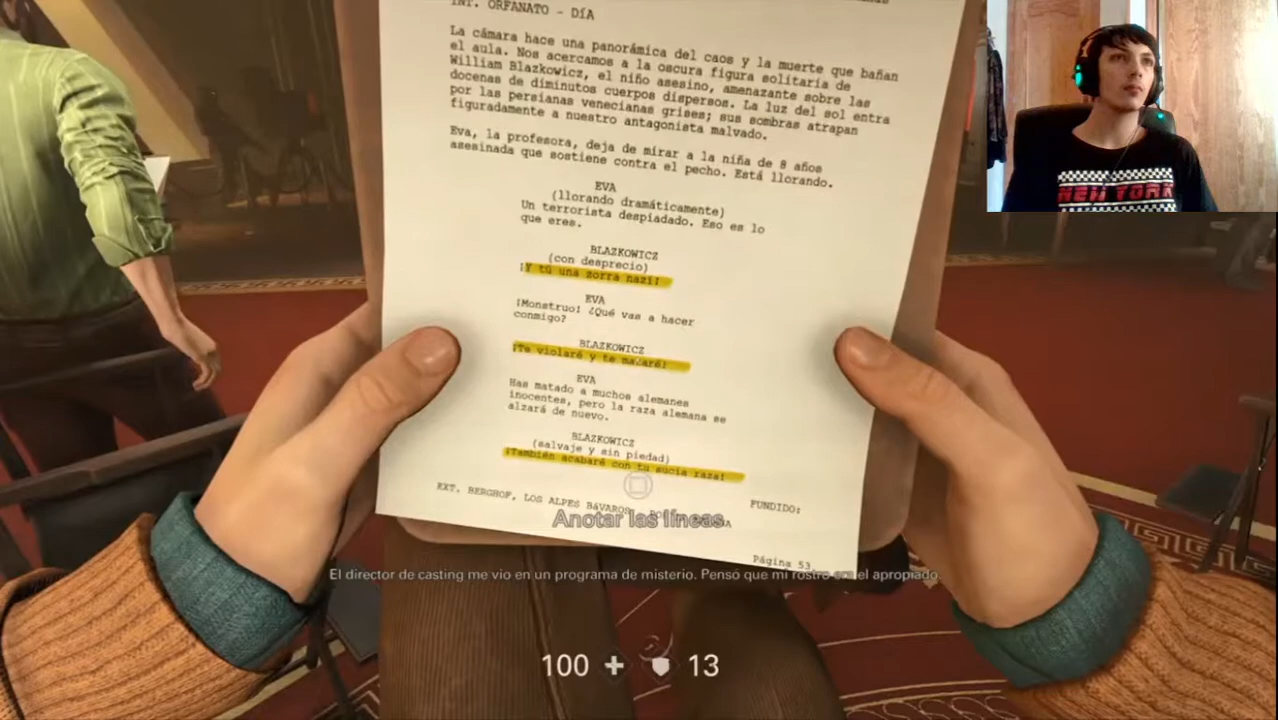 INT. ORFANATO - DÍA
La cámara hace una panorámica del caos y la muerte que bañan
el aula. Nos acercamos a la oscura figura solitaria de
William Blazkowicz, el niño asesino, amenazante sobre las
docenas de diminutos cuerpos dispersos. La luz del sol entra
por las persianas venecianas grises; sus sombras atrapan
figuradamente a nuestro antagonista malvado.
Eva, la profesora, deja de mirar a la niña de 8 años
asesinada que sostiene contra el pecho. Está llorando.
EVA
(llorando dramáticamente)
Un terrorista despiadado. Eso es lo
que eres.
BLAZKOWICZ
(con desprecio)
¡Y tú una zorra nazi!
EVA
¡Monstruo! ¿Qué vas a hacer
conmigo?
BLAZKOWICZ
¡Te violaré y te mataré!
EVA
Has matado a muchos alemanes
inocentes, pero la raza alemana se
alzará de nuevo.
BLAZKOWICZ
(salvaje y sin piedad)
¡También acabaré con tu sucia raza!
FUNDIDO:
EXT. BERGHOF, LOS ALPES BÁVAROS
Anotar las líneas
Página 53
El director de casting me vio en un programa de misterio. Pensó que mi rostro era el apropiado.
100 13
NEW YORK